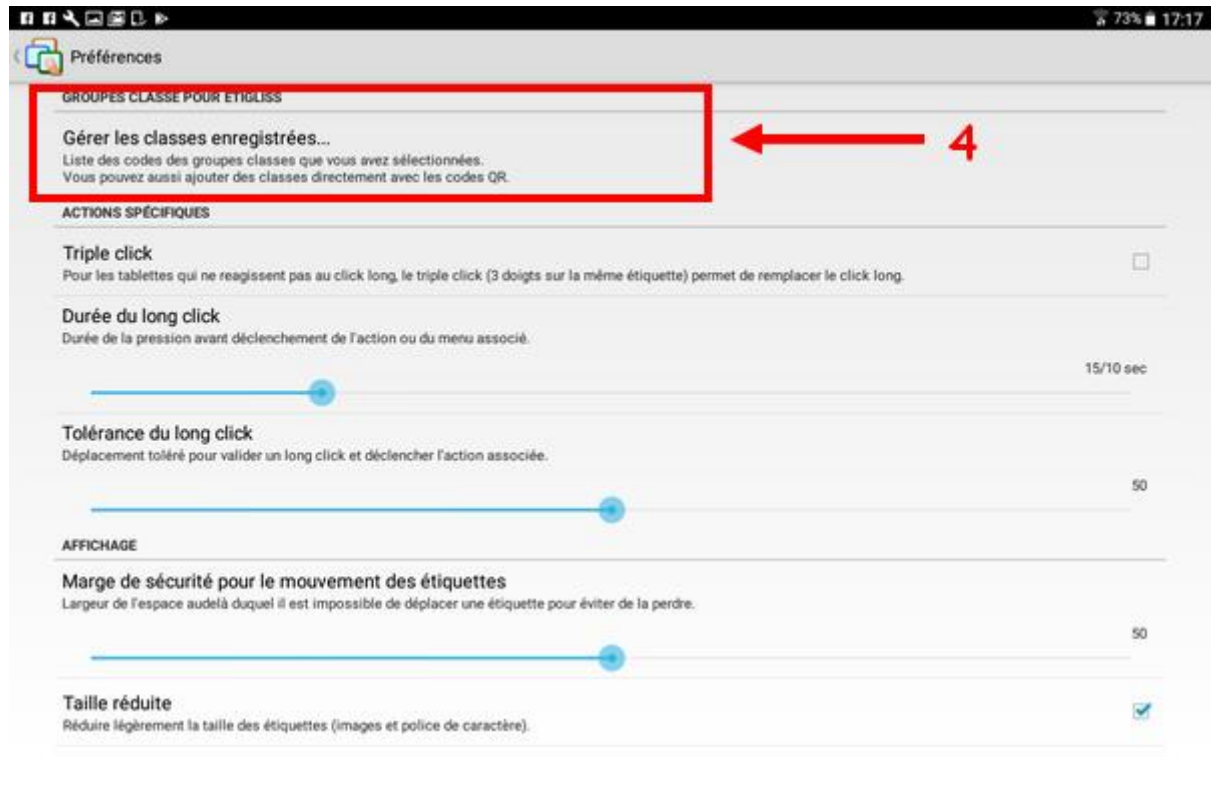 73% 17:17
Préférences
GROUPES CLASSE POUR ETIGLISS
Gérer les classes enregistrées...
Liste des codes des groupes classes que vous avez sélectionnées.
Vous pouvez aussi ajouter des classes directement avec les codes QR.
4
ACTIONS SPÉCIFIQUES
Triple click
Pour les tablettes qui ne reagissent pas au click long, le triple click (3 doigts sur la même étiquette) permet de remplacer le click long.
Durée du long click
Durée de la pression avant déclenchement de l'action ou du menu associé.
15/10 sec
Tolérance du long click
Déplacement toléré pour valider un long click et déclencher l'action associée.
50
AFFICHAGE
Marge de sécurité pour le mouvement des étiquettes
Largeur de l'espace audelà duquel il est impossible de déplacer une étiquette pour éviter de la perdre.
50
Taille réduite
Réduire légèrement la taille des étiquettes (images et police de caractère).